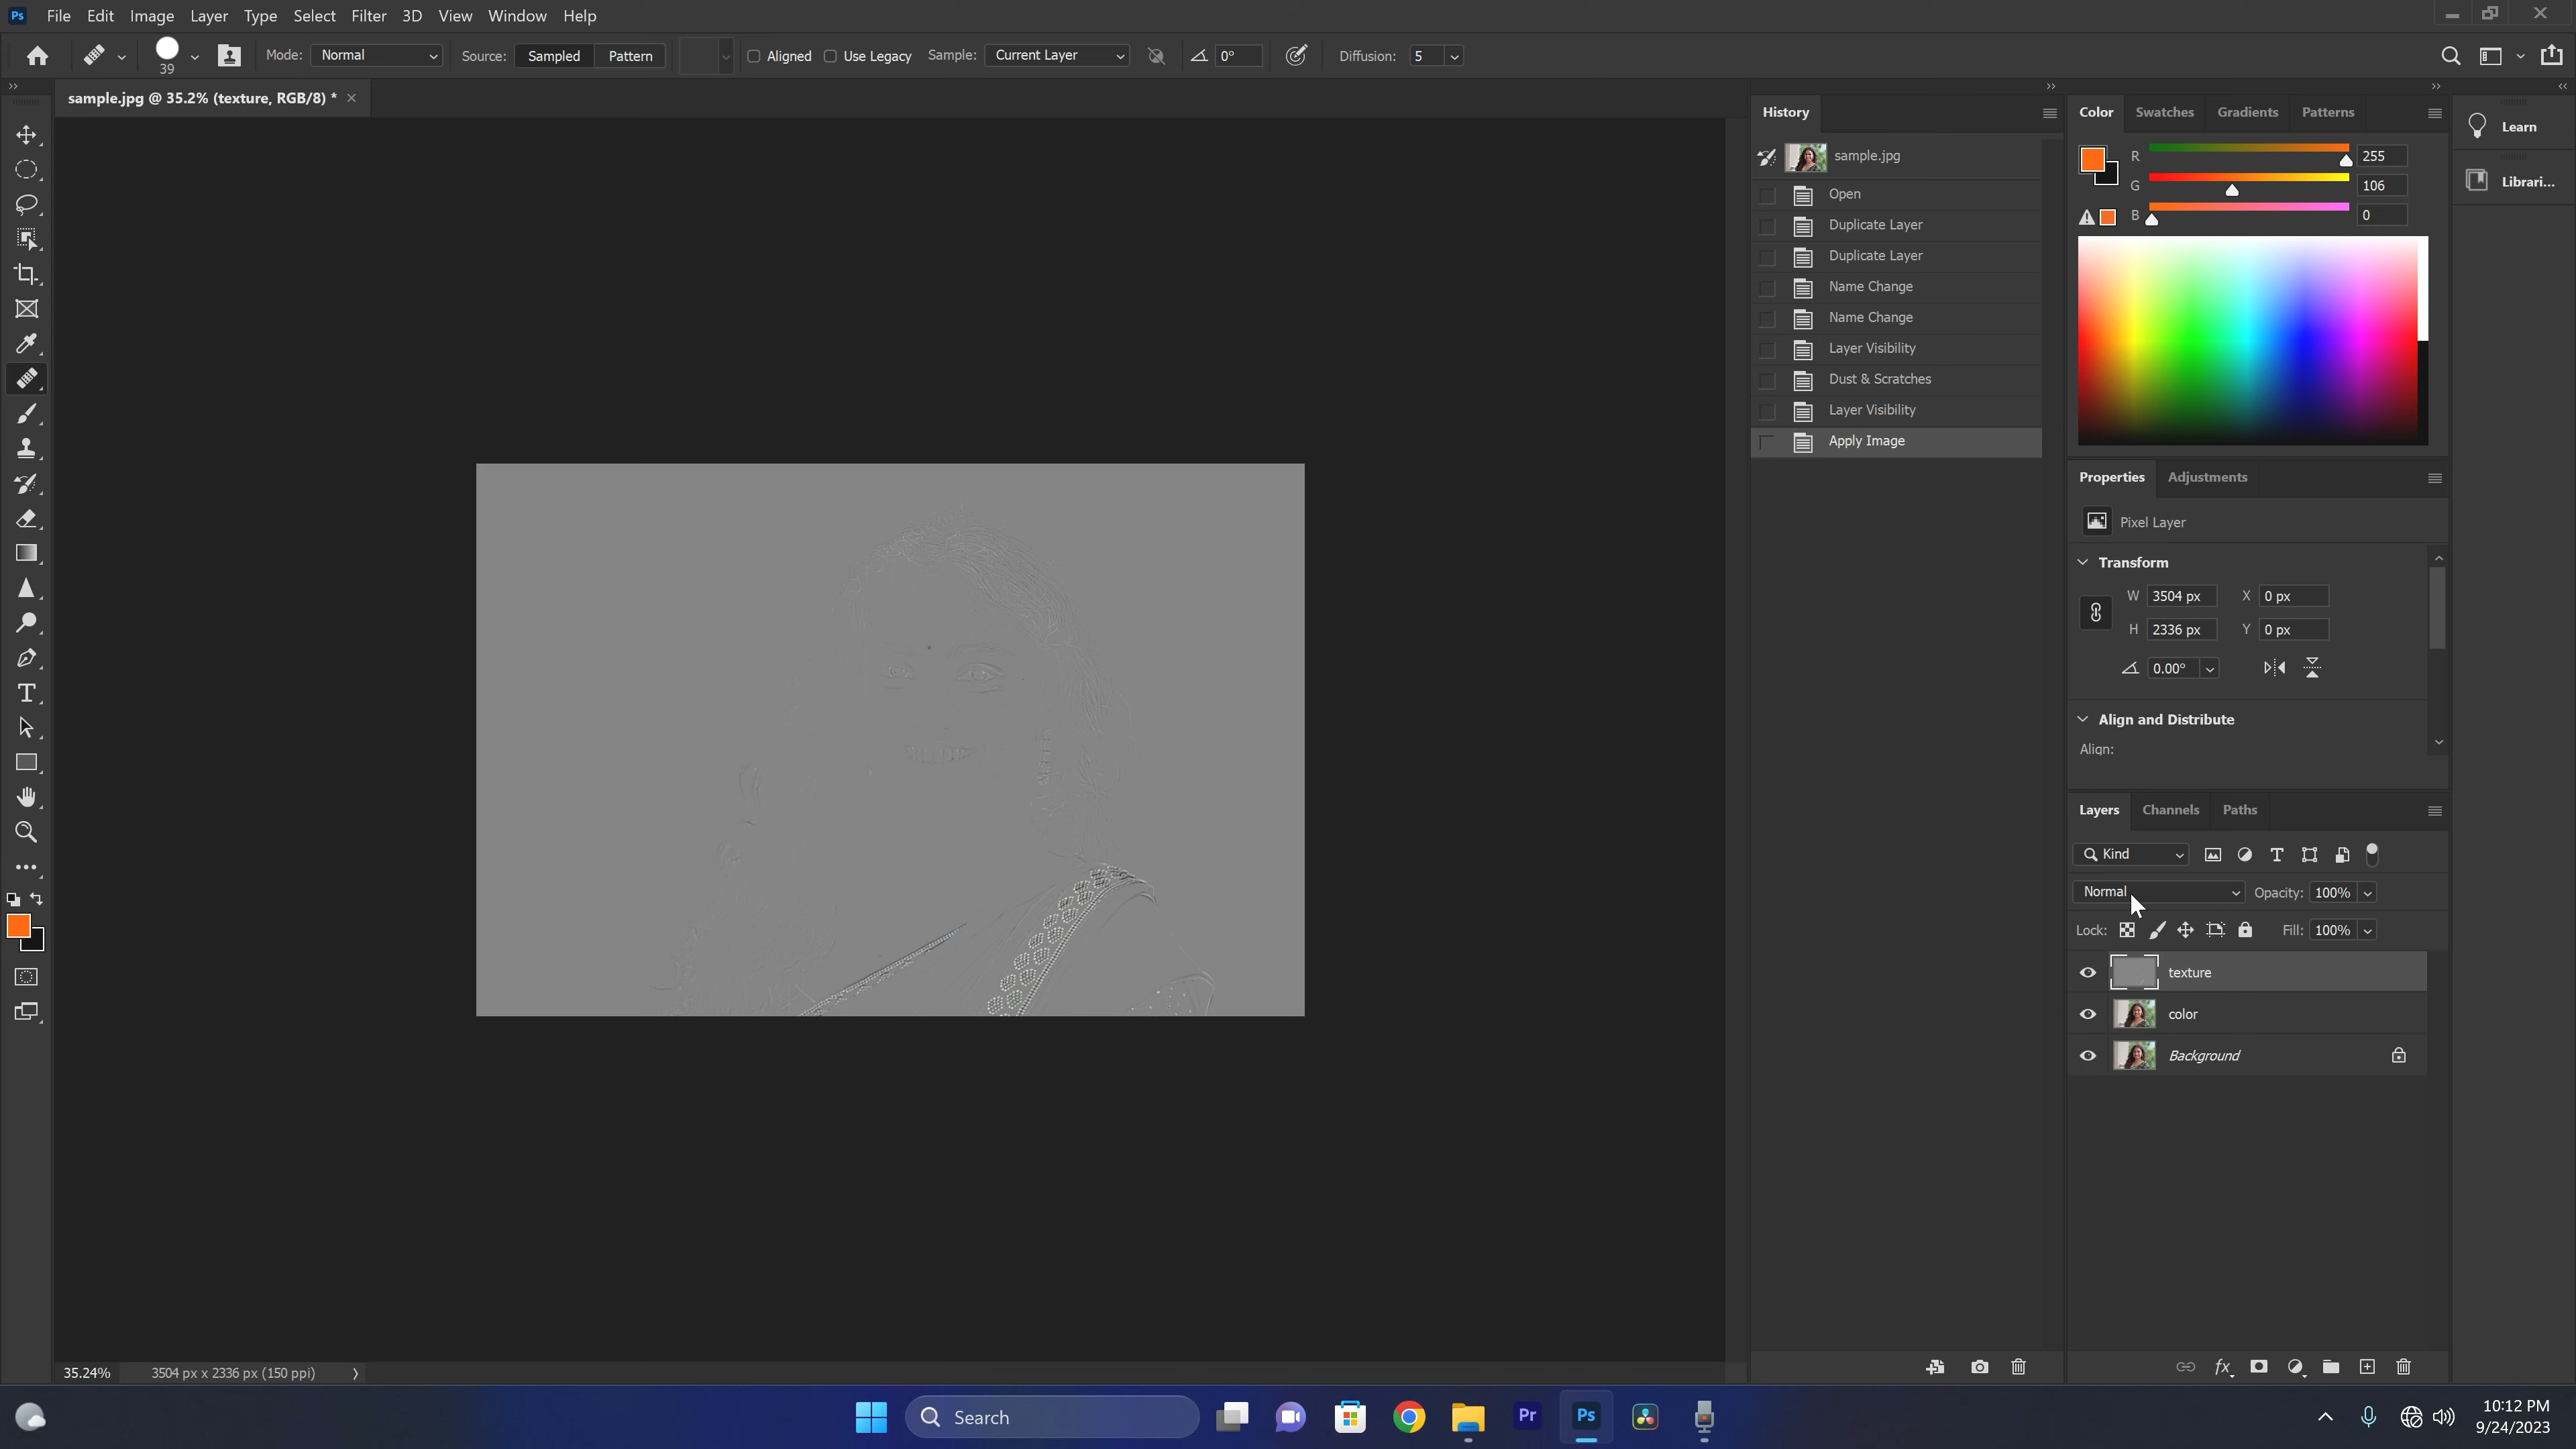 Ps File Edit Image Layer Type Select Filter 3D View Window Help
39 Mode: Normal Source: Sampled Pattern Aligned Use Legacy Sample: Current Layer 0° Diffusion: 5
sample.jpg @ 35.2% (texture, RGB/8) *
History
sample.jpg
Open
Duplicate Layer
Duplicate Layer
Name Change
Name Change
Layer Visibility
Dust & Scratches
Layer Visibility
Apply Image
Color Swatches Gradients Patterns
R 255
G 106
B 0
Learn
Librari...
Properties Adjustments
Pixel Layer
Transform
W 3504 px X 0 px
H 2336 px Y 0 px
0.00°
Align and Distribute
Align:
Layers Channels Paths
Kind
Normal Opacity: 100%
Lock: Fill: 100%
texture
color
Background
fx
35.24% 3504 px x 2336 px (150 ppi)
Search
Pr
Ps
10:12 PM
9/24/2023